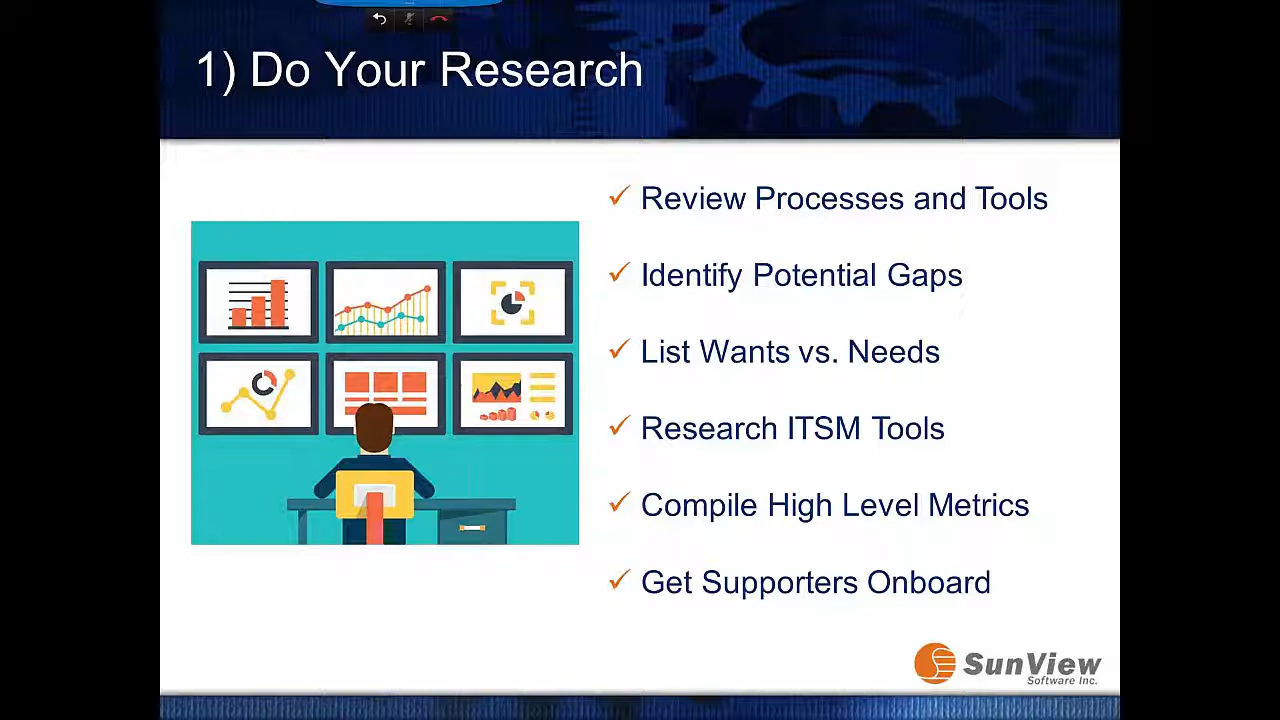 1) Do Your Research
Review Processes and Tools
Identify Potential Gaps
List Wants vs. Needs
Research ITSM Tools
Compile High Level Metrics
Get Supporters Onboard
SunView
Software Inc.